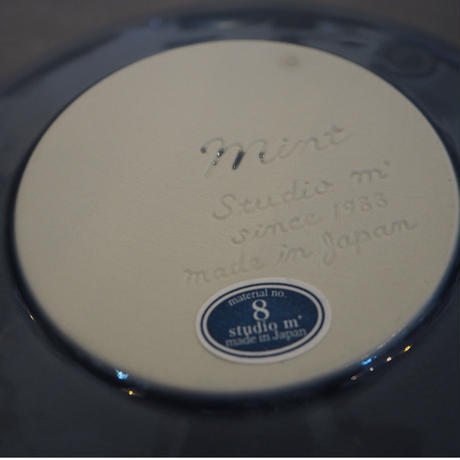 Mint
Studio m'
since 1983
made in Japan
material no.
8
studio m'
made in Japan